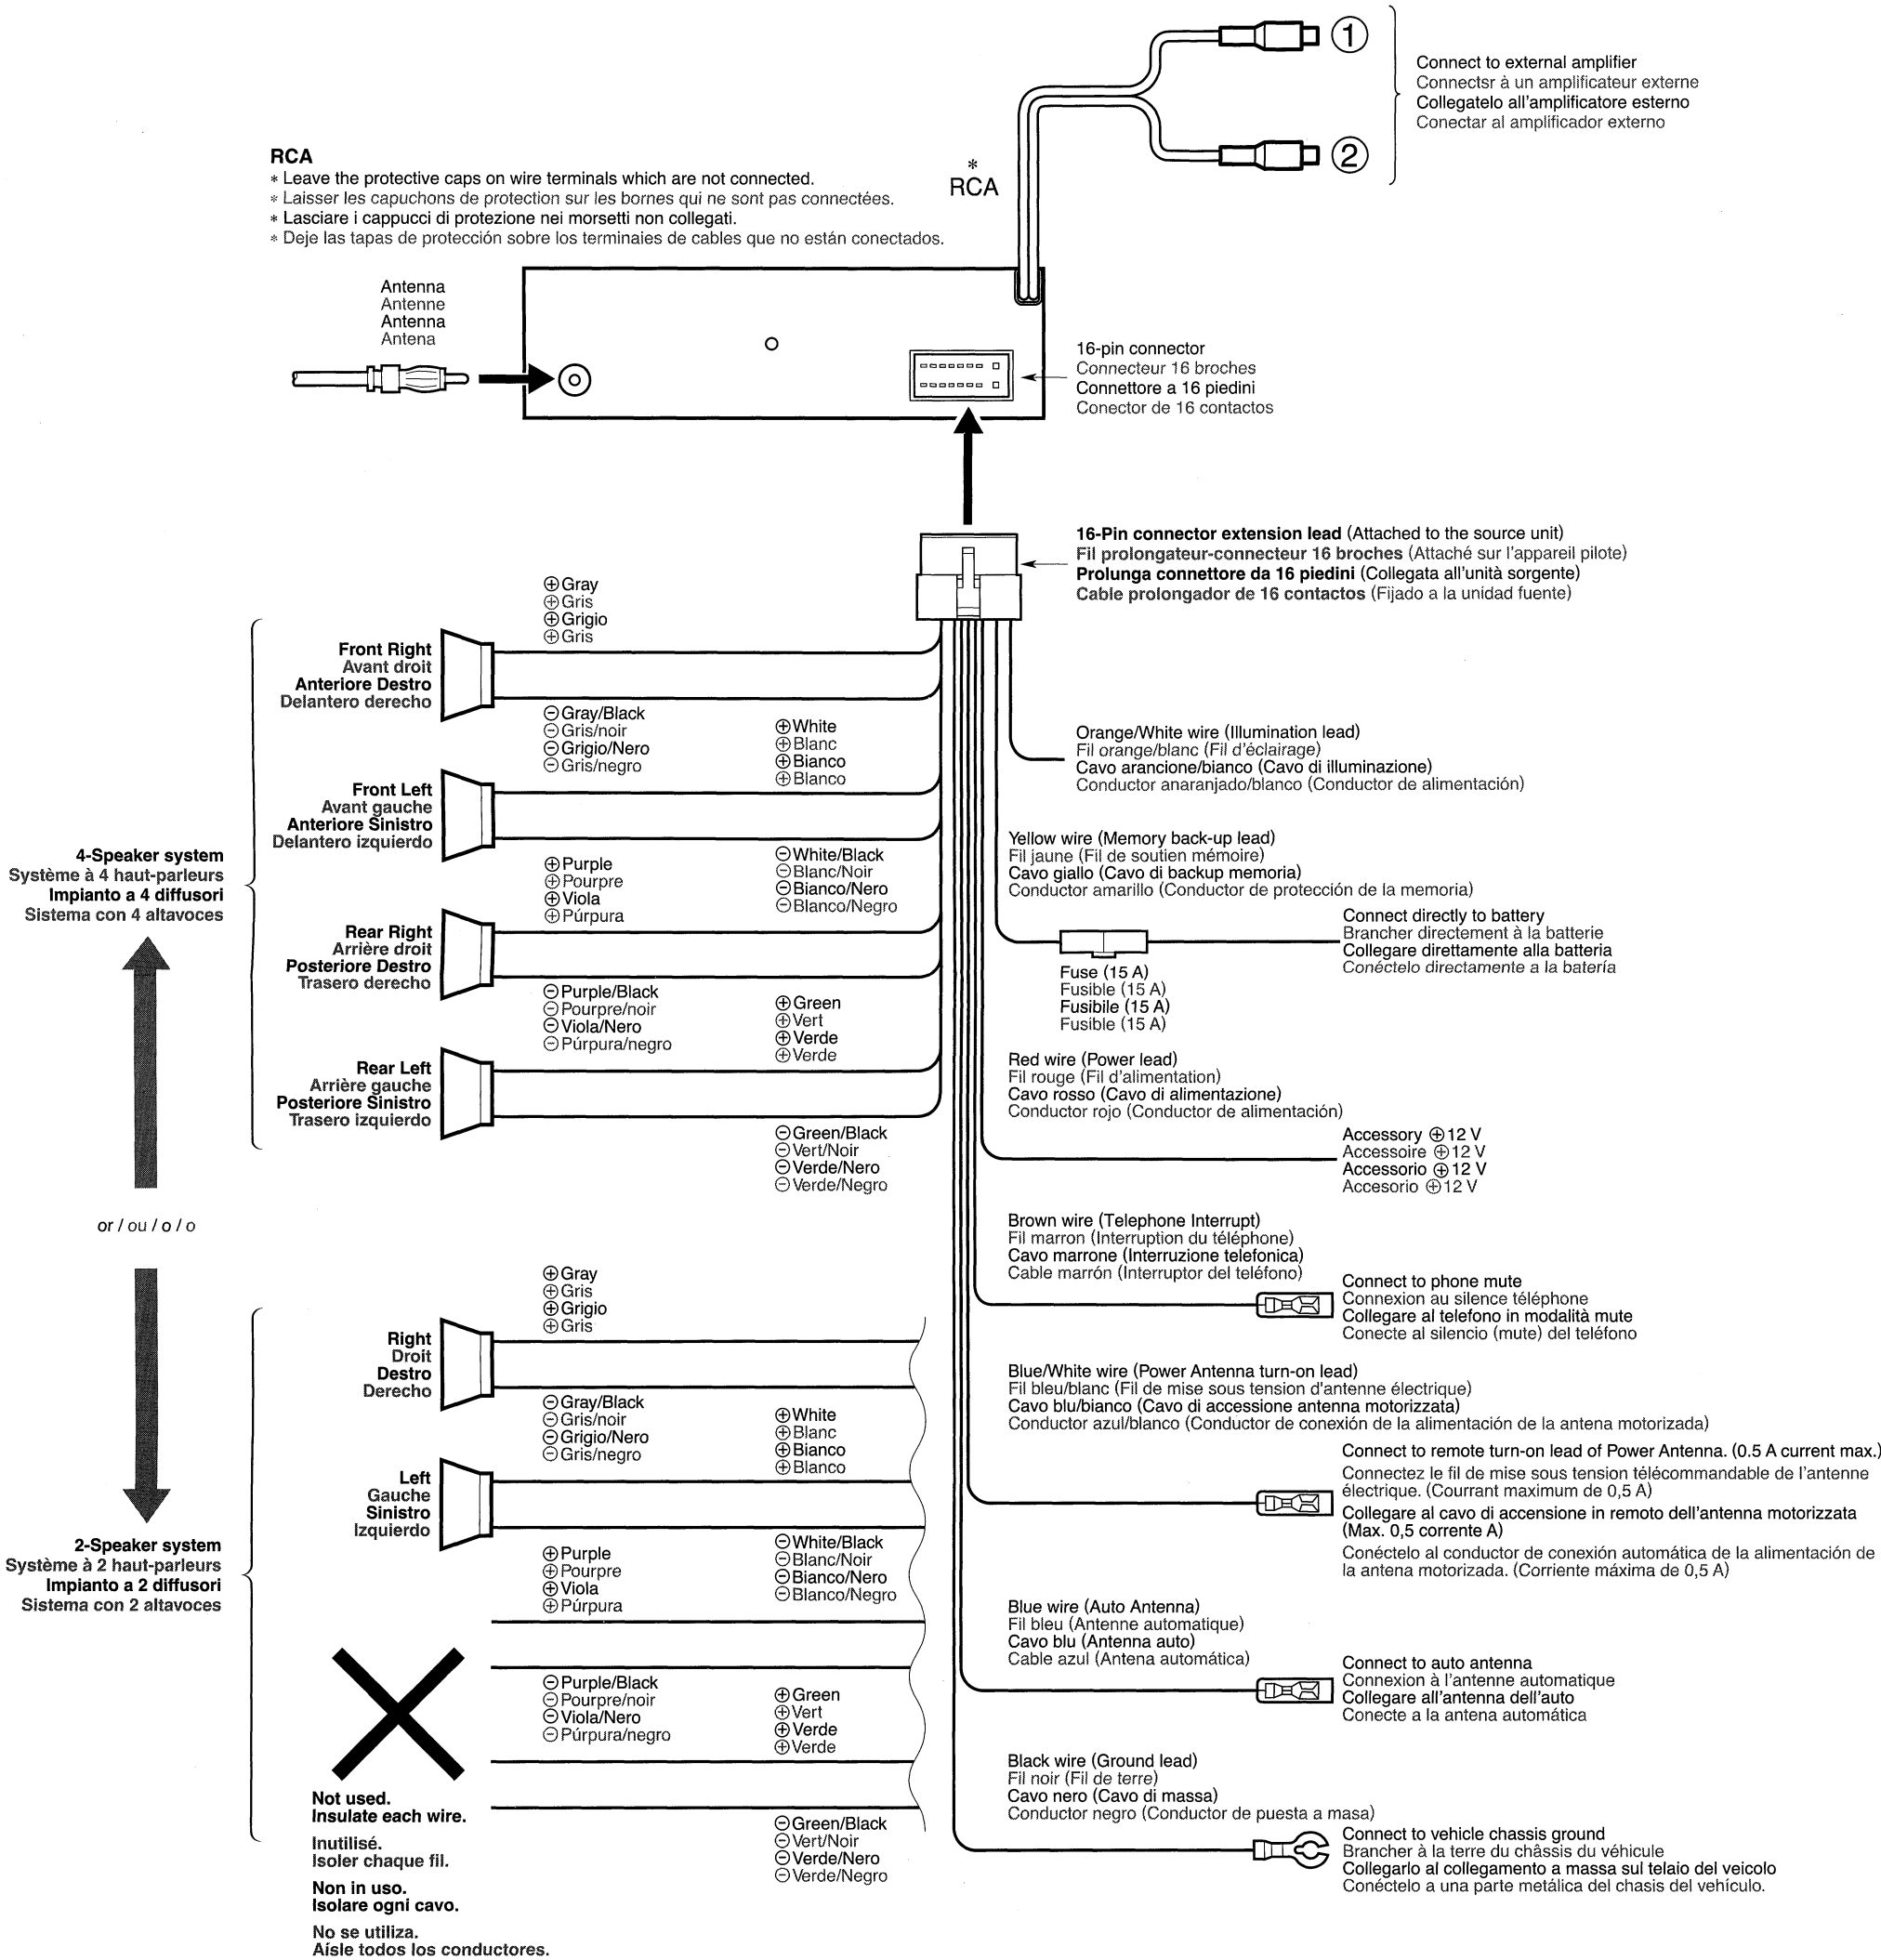 ①
Connect to external amplifier
Connectsr à un amplificateur externe
Collegatelo all'amplificatore esterno
Conectar al amplificador externo
②
RCA
* Leave the protective caps on wire terminals which are not connected.
* Laisser les capuchons de protection sur les bornes qui ne sont pas connectées.
* Lasciare i cappucci di protezione nei morsetti non collegati.
* Deje las tapas de protección sobre los terminaies de cables que no están conectados.
*
RCA
Antenna
Antenne
Antenna
Antena
16-pin connector
Connecteur 16 broches
Connettore a 16 piedini
Conector de 16 contactos
16-Pin connector extension lead (Attached to the source unit)
Fil prolongateur-connecteur 16 broches (Attaché sur l'appareil pilote)
Prolunga connettore da 16 piedini (Collegata all'unità sorgente)
Cable prolongador de 16 contactos (Fijado a la unidad fuente)
4-Speaker system
Système à 4 haut-parleurs
Impianto a 4 diffusori
Sistema con 4 altavoces
⊕Gray
⊕Gris
⊕Grigio
⊕Gris
Front Right
Avant droit
Anteriore Destro
Delantero derecho
⊖Gray/Black
⊖Gris/noir
⊖Grigio/Nero
⊖Gris/negro
⊕White
⊕Blanc
⊕Bianco
⊕Blanco
Front Left
Avant gauche
Anteriore Sinistro
Delantero izquierdo
⊖White/Black
⊖Blanc/Noir
⊖Bianco/Nero
⊖Blanco/Negro
⊕Purple
⊕Pourpre
⊕Viola
⊕Púrpura
Rear Right
Arrière droit
Posteriore Destro
Trasero derecho
⊖Purple/Black
⊖Pourpre/noir
⊖Viola/Nero
⊖Púrpura/negro
⊕Green
⊕Vert
⊕Verde
⊕Verde
Rear Left
Arrière gauche
Posteriore Sinistro
Trasero izquierdo
⊖Green/Black
⊖Vert/Noir
⊖Verde/Nero
⊖Verde/Negro
or / ou / o / o
2-Speaker system
Système à 2 haut-parleurs
Impianto a 2 diffusori
Sistema con 2 altavoces
⊕Gray
⊕Gris
⊕Grigio
⊕Gris
Right
Droit
Destro
Derecho
⊖Gray/Black
⊖Gris/noir
⊖Grigio/Nero
⊖Gris/negro
⊕White
⊕Blanc
⊕Bianco
⊕Blanco
Left
Gauche
Sinistro
Izquierdo
⊖White/Black
⊖Blanc/Noir
⊖Bianco/Nero
⊖Blanco/Negro
⊕Purple
⊕Pourpre
⊕Viola
⊕Púrpura
⊖Purple/Black
⊖Pourpre/noir
⊖Viola/Nero
⊖Púrpura/negro
⊕Green
⊕Vert
⊕Verde
⊕Verde
⊖Green/Black
⊖Vert/Noir
⊖Verde/Nero
⊖Verde/Negro
Not used.
Insulate each wire.
Inutilisé.
Isoler chaque fil.
Non in uso.
Isolare ogni cavo.
No se utiliza.
Aísle todos los conductores.
Orange/White wire (Illumination lead)
Fil orange/blanc (Fil d'éclairage)
Cavo arancione/bianco (Cavo di illuminazione)
Conductor anaranjado/blanco (Conductor de alimentación)
Yellow wire (Memory back-up lead)
Fil jaune (Fil de soutien mémoire)
Cavo giallo (Cavo di backup memoria)
Conductor amarillo (Conductor de protección de la memoria)
Connect directly to battery
Brancher directement à la batterie
Collegare direttamente alla batteria
Conéctelo directamente a la batería
Fuse (15 A)
Fusible (15 A)
Fusibile (15 A)
Fusible (15 A)
Red wire (Power lead)
Fil rouge (Fil d'alimentation)
Cavo rosso (Cavo di alimentazione)
Conductor rojo (Conductor de alimentación)
Accessory ⊕12 V
Accessoire ⊕12 V
Accessorio ⊕12 V
Accesorio ⊕12 V
Brown wire (Telephone Interrupt)
Fil marron (Interruption du téléphone)
Cavo marrone (Interruzione telefonica)
Cable marrón (Interruptor del teléfono)
Connect to phone mute
Connexion au silence téléphone
Collegare al telefono in modalità mute
Conecte al silencio (mute) del teléfono
Blue/White wire (Power Antenna turn-on lead)
Fil bleu/blanc (Fil de mise sous tension d'antenne électrique)
Cavo blu/bianco (Cavo di accessione antenna motorizzata)
Conductor azul/blanco (Conductor de conexión de la alimentación de la antena motorizada)
Connect to remote turn-on lead of Power Antenna. (0.5 A current max.)
Connectez le fil de mise sous tension télécommandable de l'antenne
électrique. (Courrant maximum de 0,5 A)
Collegare al cavo di accensione in remoto dell'antenna motorizzata
(Max. 0,5 corrente A)
Conéctelo al conductor de conexión automática de la alimentación de
la antena motorizada. (Corriente máxima de 0,5 A)
Blue wire (Auto Antenna)
Fil bleu (Antenne automatique)
Cavo blu (Antenna auto)
Cable azul (Antena automática)
Connect to auto antenna
Connexion à l'antenne automatique
Collegare all'antenna dell'auto
Conecte a la antena automática
Black wire (Ground lead)
Fil noir (Fil de terre)
Cavo nero (Cavo di massa)
Conductor negro (Conductor de puesta a masa)
Connect to vehicle chassis ground
Brancher à la terre du châssis du véhicule
Collegarlo al collegamento a massa sul telaio del veicolo
Conéctelo a una parte metálica del chasis del vehículo.